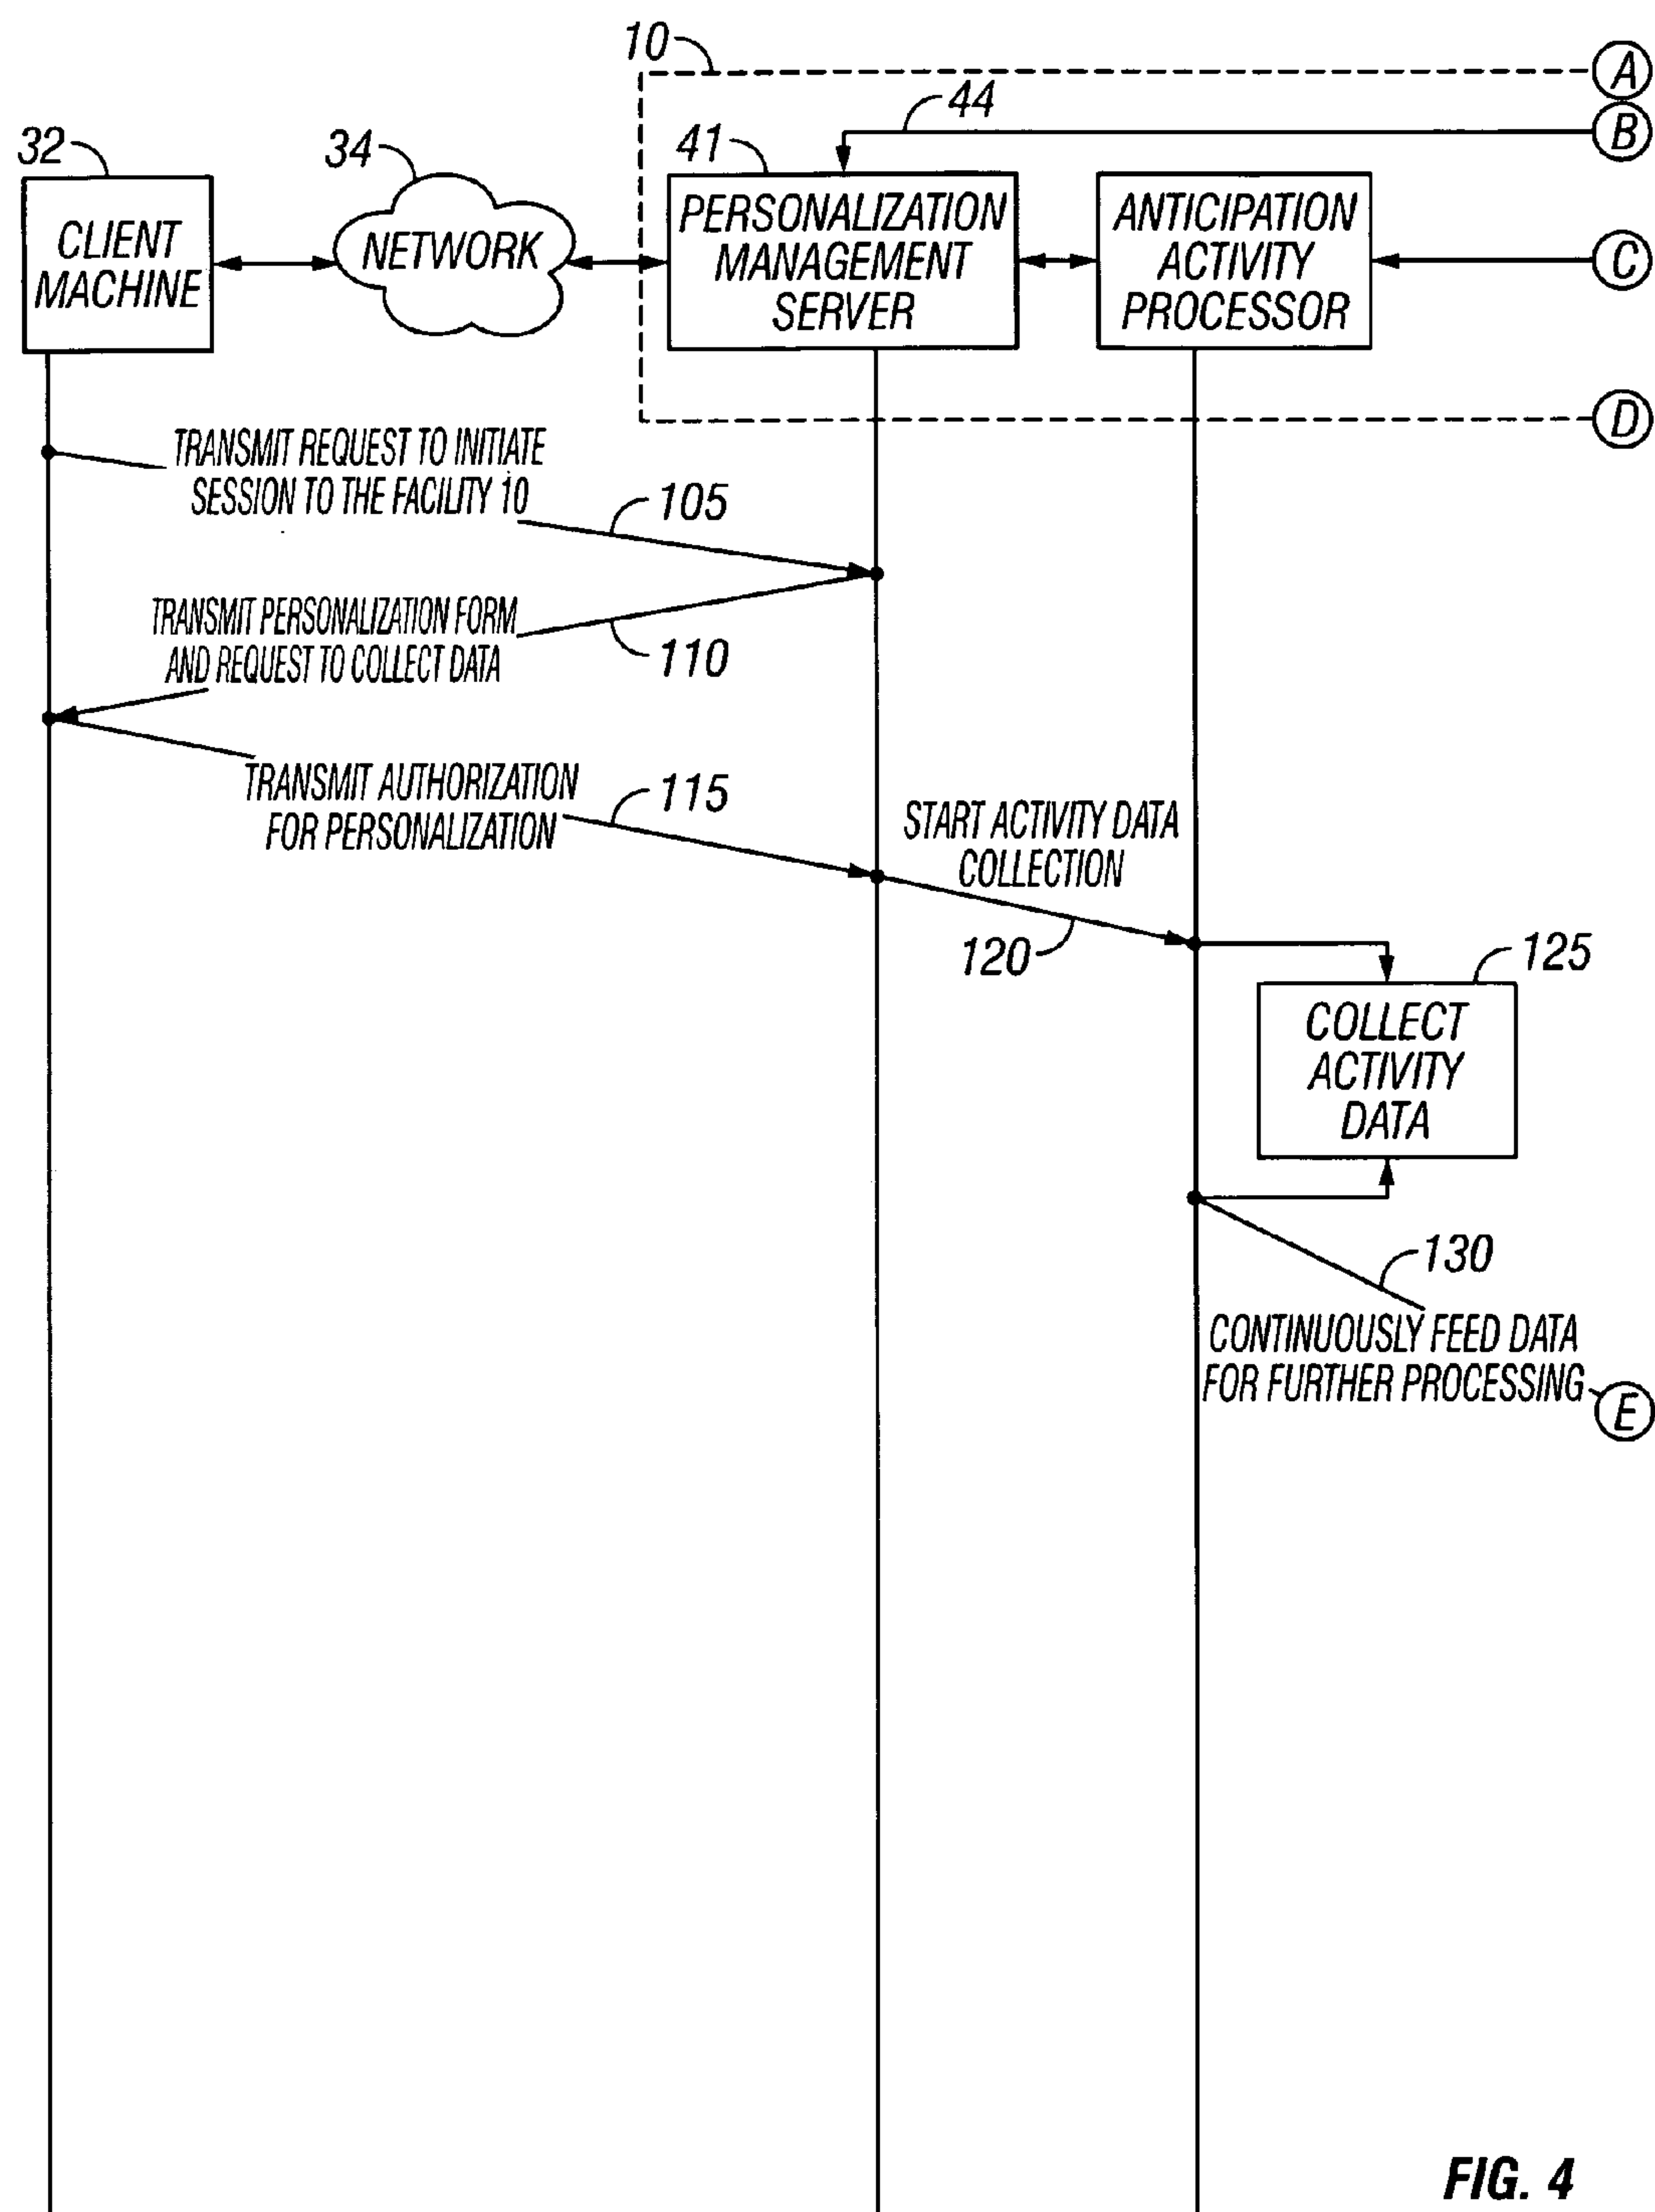 10
A
44
B
32
34
41
CLIENT
MACHINE
NETWORK
PERSONALIZATION
MANAGEMENT
SERVER
ANTICIPATION
ACTIVITY
PROCESSOR
C
D
TRANSMIT REQUEST TO INITIATE
SESSION TO THE FACILITY 10
105
TRANSMIT PERSONALIZATION FORM
AND REQUEST TO COLLECT DATA
110
TRANSMIT AUTHORIZATION
FOR PERSONALIZATION
115
START ACTIVITY DATA
COLLECTION
120
125
COLLECT
ACTIVITY
DATA
130
CONTINUOUSLY FEED DATA
FOR FURTHER PROCESSING
E
FIG. 4